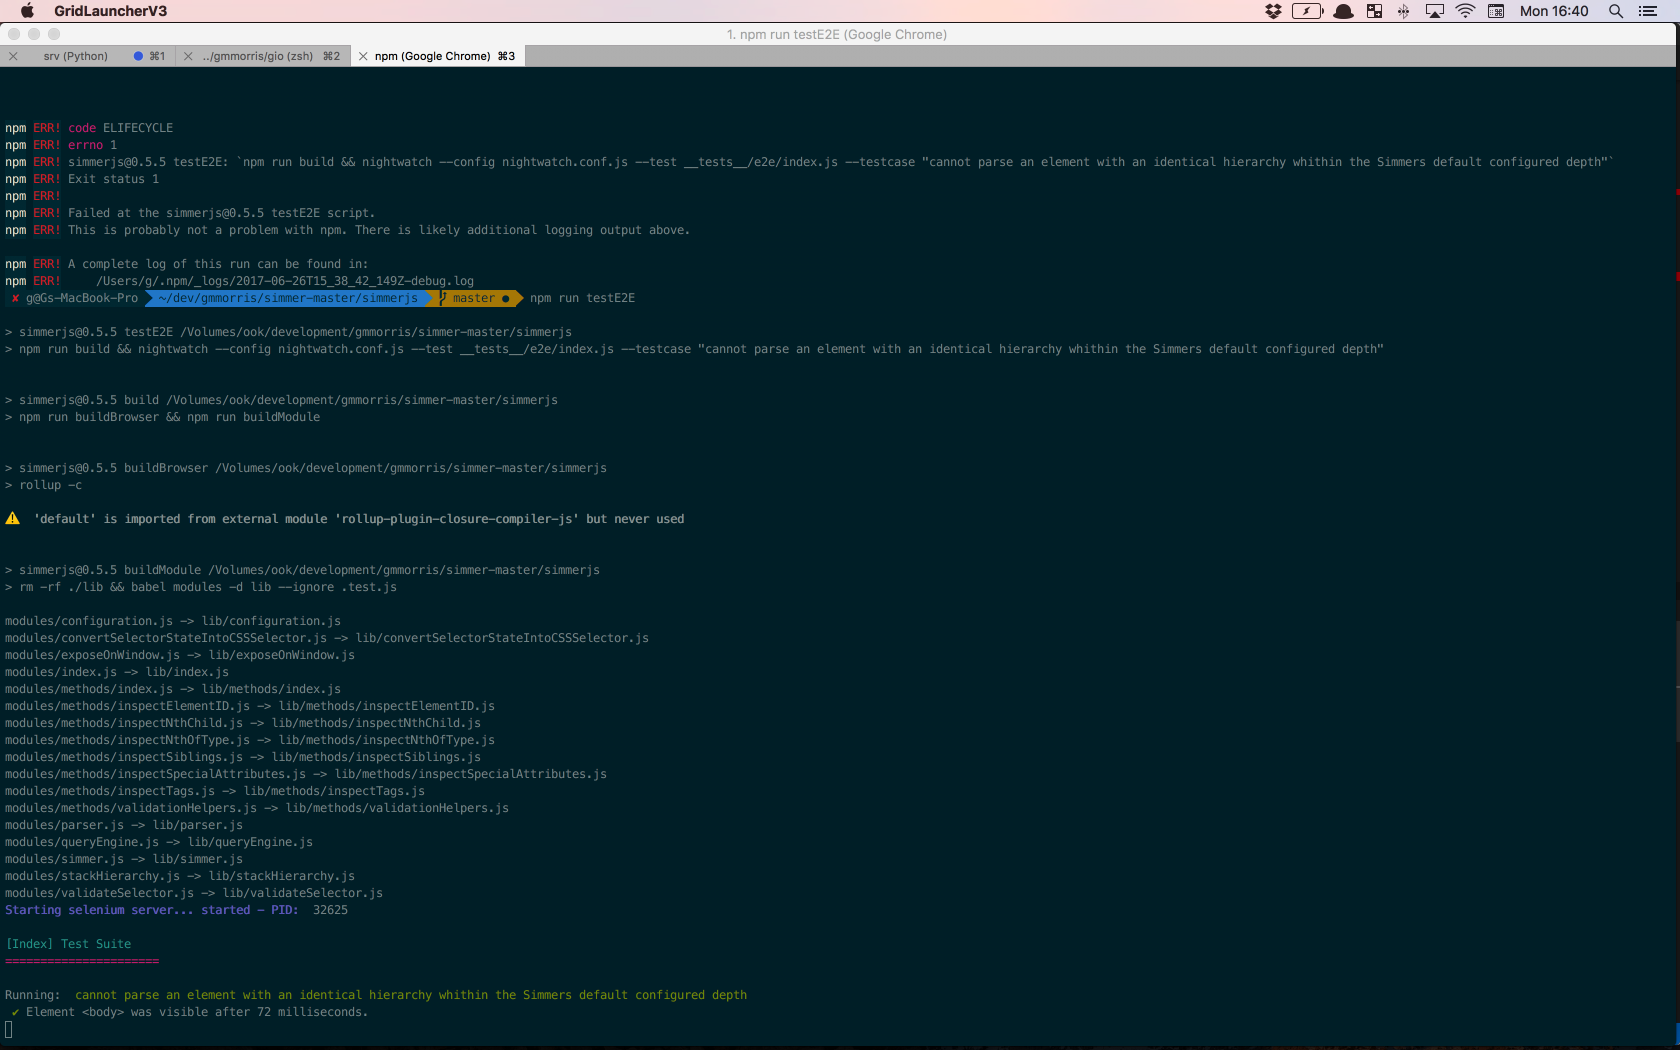 GridLauncherV3 Mon 16:40
1. npm run testE2E (Google Chrome)
srv (Python) ⌘1 ../gmmorris/gio (zsh) ⌘2 npm (Google Chrome) ⌘3
npm ERR! code ELIFECYCLE
npm ERR! errno 1
npm ERR! simmerjs@0.5.5 testE2E: `npm run build && nightwatch --config nightwatch.conf.js --test __tests__/e2e/index.js --testcase "cannot parse an element with an identical hierarchy whithin the Simmers default configured depth"`
npm ERR! Exit status 1
npm ERR!
npm ERR! Failed at the simmerjs@0.5.5 testE2E script.
npm ERR! This is probably not a problem with npm. There is likely additional logging output above.
npm ERR! A complete log of this run can be found in:
npm ERR! /Users/g/.npm/_logs/2017-06-26T15_38_42_149Z-debug.log
✘ g@Gs-MacBook-Pro ~/dev/gmmorris/simmer-master/simmerjs master ● npm run testE2E
> simmerjs@0.5.5 testE2E /Volumes/ook/development/gmmorris/simmer-master/simmerjs
> npm run build && nightwatch --config nightwatch.conf.js --test __tests__/e2e/index.js --testcase "cannot parse an element with an identical hierarchy whithin the Simmers default configured depth"
> simmerjs@0.5.5 build /Volumes/ook/development/gmmorris/simmer-master/simmerjs
> npm run buildBrowser && npm run buildModule
> simmerjs@0.5.5 buildBrowser /Volumes/ook/development/gmmorris/simmer-master/simmerjs
> rollup -c
⚠ 'default' is imported from external module 'rollup-plugin-closure-compiler-js' but never used
> simmerjs@0.5.5 buildModule /Volumes/ook/development/gmmorris/simmer-master/simmerjs
> rm -rf ./lib && babel modules -d lib --ignore .test.js
modules/configuration.js -> lib/configuration.js
modules/convertSelectorStateIntoCSSSelector.js -> lib/convertSelectorStateIntoCSSSelector.js
modules/exposeOnWindow.js -> lib/exposeOnWindow.js
modules/index.js -> lib/index.js
modules/methods/index.js -> lib/methods/index.js
modules/methods/inspectElementID.js -> lib/methods/inspectElementID.js
modules/methods/inspectNthChild.js -> lib/methods/inspectNthChild.js
modules/methods/inspectNthOfType.js -> lib/methods/inspectNthOfType.js
modules/methods/inspectSiblings.js -> lib/methods/inspectSiblings.js
modules/methods/inspectSpecialAttributes.js -> lib/methods/inspectSpecialAttributes.js
modules/methods/inspectTags.js -> lib/methods/inspectTags.js
modules/methods/validationHelpers.js -> lib/methods/validationHelpers.js
modules/parser.js -> lib/parser.js
modules/queryEngine.js -> lib/queryEngine.js
modules/simmer.js -> lib/simmer.js
modules/stackHierarchy.js -> lib/stackHierarchy.js
modules/validateSelector.js -> lib/validateSelector.js
Starting selenium server... started - PID: 32625
[Index] Test Suite
======================
Running: cannot parse an element with an identical hierarchy whithin the Simmers default configured depth
✔ Element <body> was visible after 72 milliseconds.